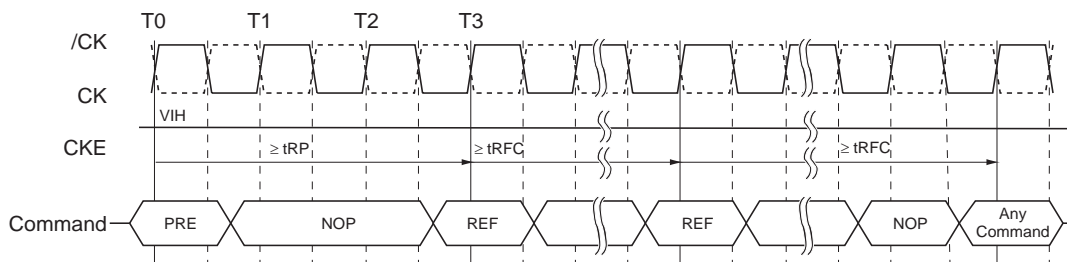 T0 T1 T2 T3
/CK
CK
VIH
CKE
≥ tRP ≥ tRFC ≥ tRFC
Command PRE NOP REF REF NOP Any
Command